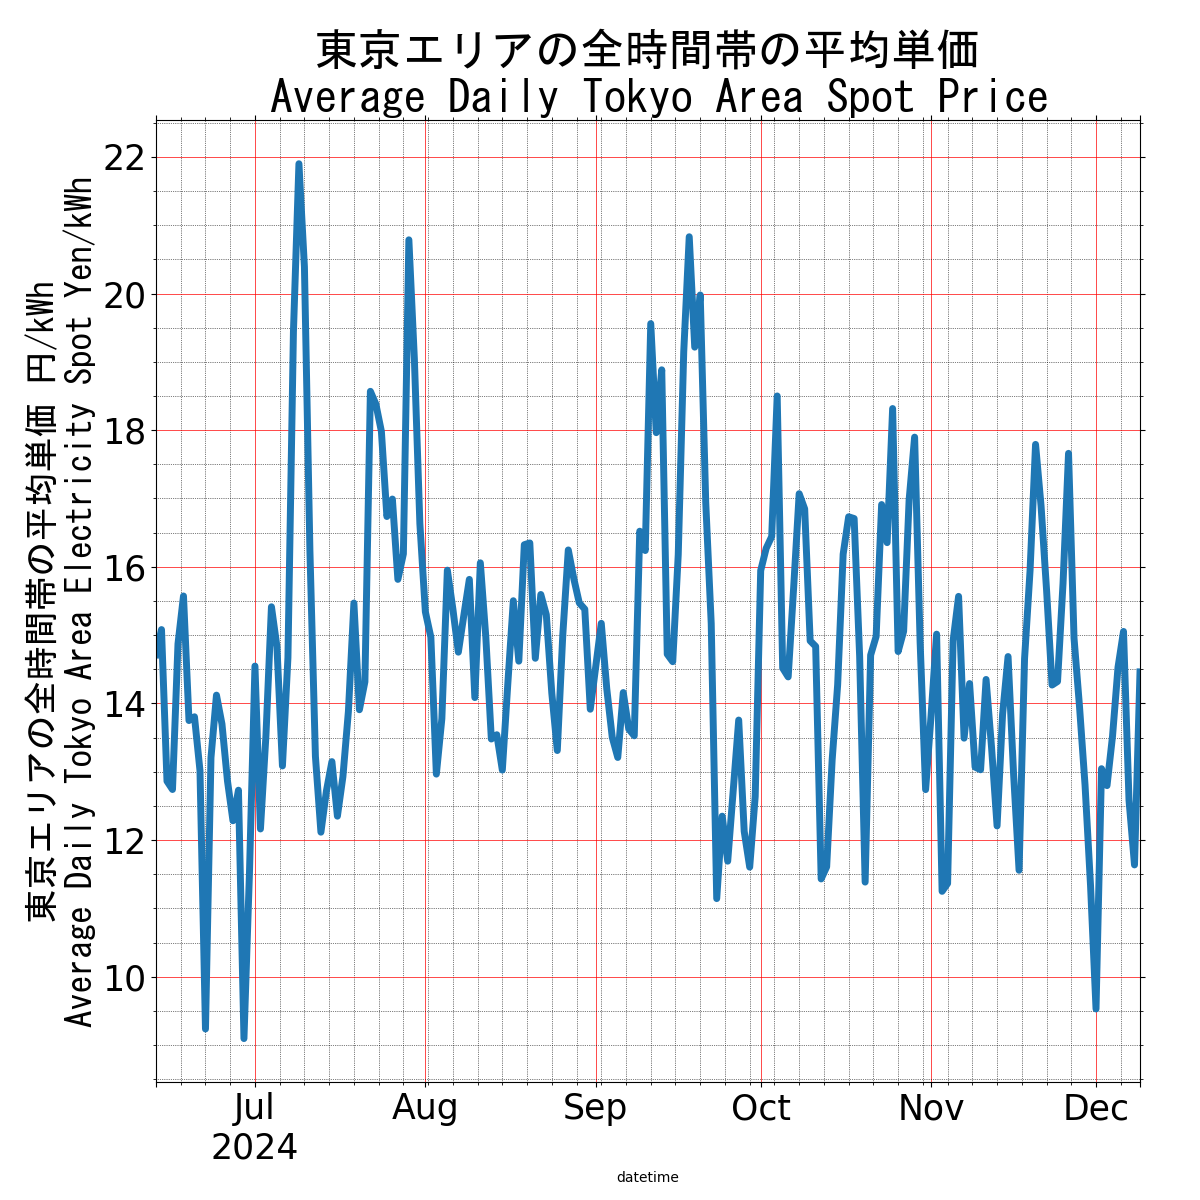 東京エリアの全時間帯の平均単価
Average Daily Tokyo Area Spot Price
東京エリアの全時間帯の平均単価 円/kWh
Average Daily Tokyo Area Electricity Spot Yen/kWh
22
20
18
16
14
12
10
Jul
2024
Aug
Sep
Oct
Nov
Dec
datetime